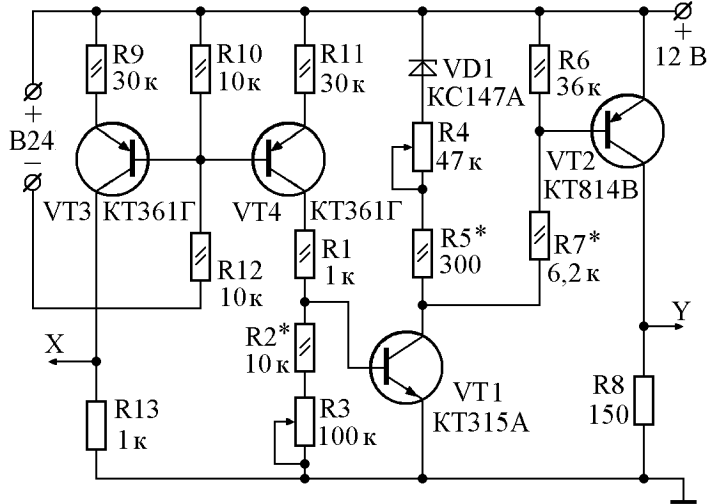 R9
30 к
R10
10 к
R11
30 к
VD1
КС147А
R6
36 к
+
12 В
+
В24
−
R4
47 к
VT2
КТ814В
VT3
КТ361Г
VT4
КТ361Г
R12
10 к
R1
1 к
R5*
300
R7*
6,2 к
X
Y
R2*
10 к
VT1
КТ315А
R13
1 к
R3
100 к
R8
150